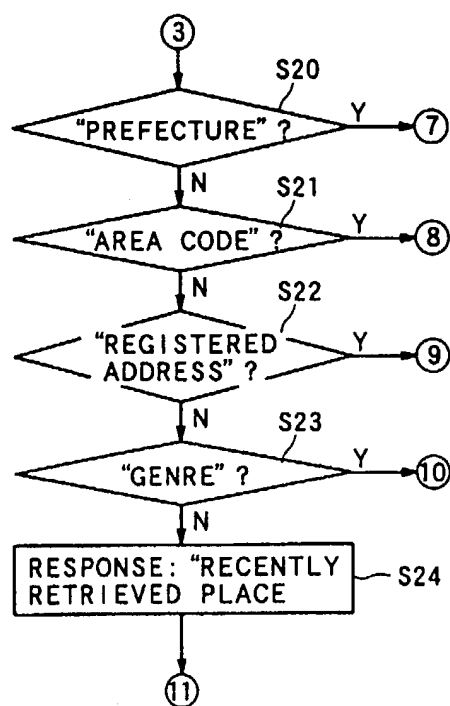 3
S20
“PREFECTURE” ?
Y
7
N
S21
“AREA CODE” ?
Y
8
N
S22
“REGISTERED
ADDRESS” ?
Y
9
N
S23
“GENRE” ?
Y
10
N
RESPONSE: “RECENTLY
RETRIEVED PLACE
S24
11